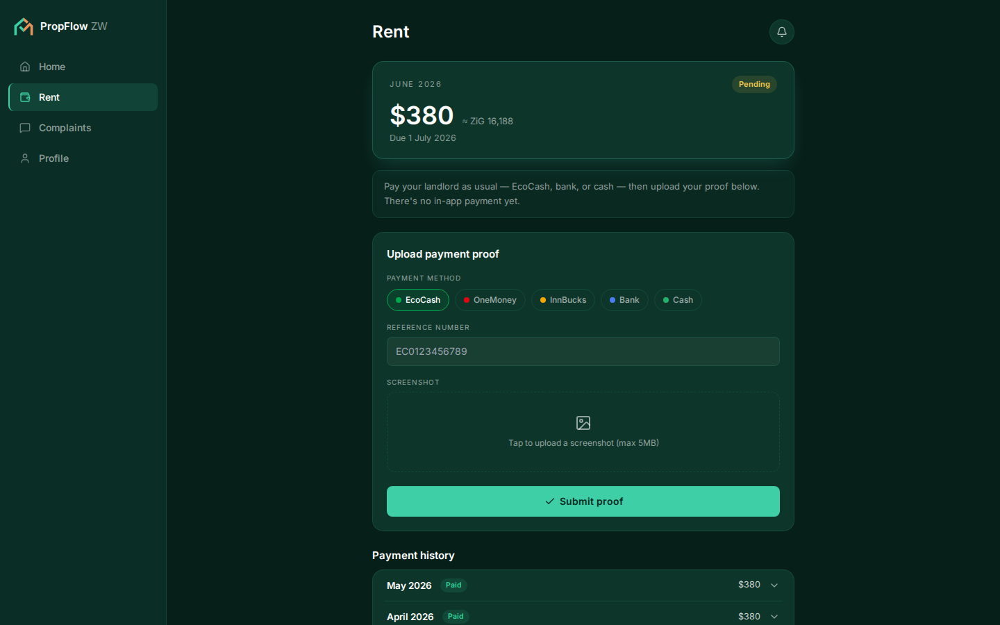 PropFlow ZW
Home
Rent
Complaints
Profile
Rent
JUNE 2026
Pending
$380 ≈ ZiG 16,188
Due 1 July 2026
Pay your landlord as usual — EcoCash, bank, or cash — then upload your proof below.
There's no in-app payment yet.
Upload payment proof
PAYMENT METHOD
EcoCash
OneMoney
InnBucks
Bank
Cash
REFERENCE NUMBER
EC0123456789
SCREENSHOT
Tap to upload a screenshot (max 5MB)
Submit proof
Payment history
May 2026 Paid $380
April 2026 Paid $380